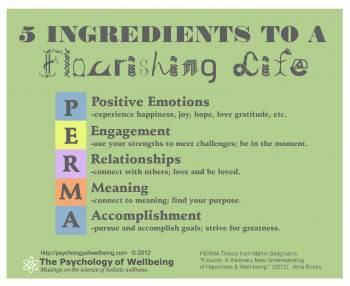 5 INGREDIENTS TO A
Flourishing Life
P Positive Emotions
-experience happiness, joy, hope, love gratitude, etc.
E Engagement
-use your strengths to meet challenges; be in the moment.
R Relationships
-connect with others; love and be loved.
M Meaning
-connect to meaning; find your purpose.
A Accomplishment
-pursue and accomplish goals; strive for greatness.
http://psychologyofwellbeing.com © 2012
The Psychology of Wellbeing
Musings on the science of holistic wellness.
PERMA Theory from Martin Seligman's
"Flourish: A Visionary New Understanding
of Happiness & Well-being." (2012). Atria Books.